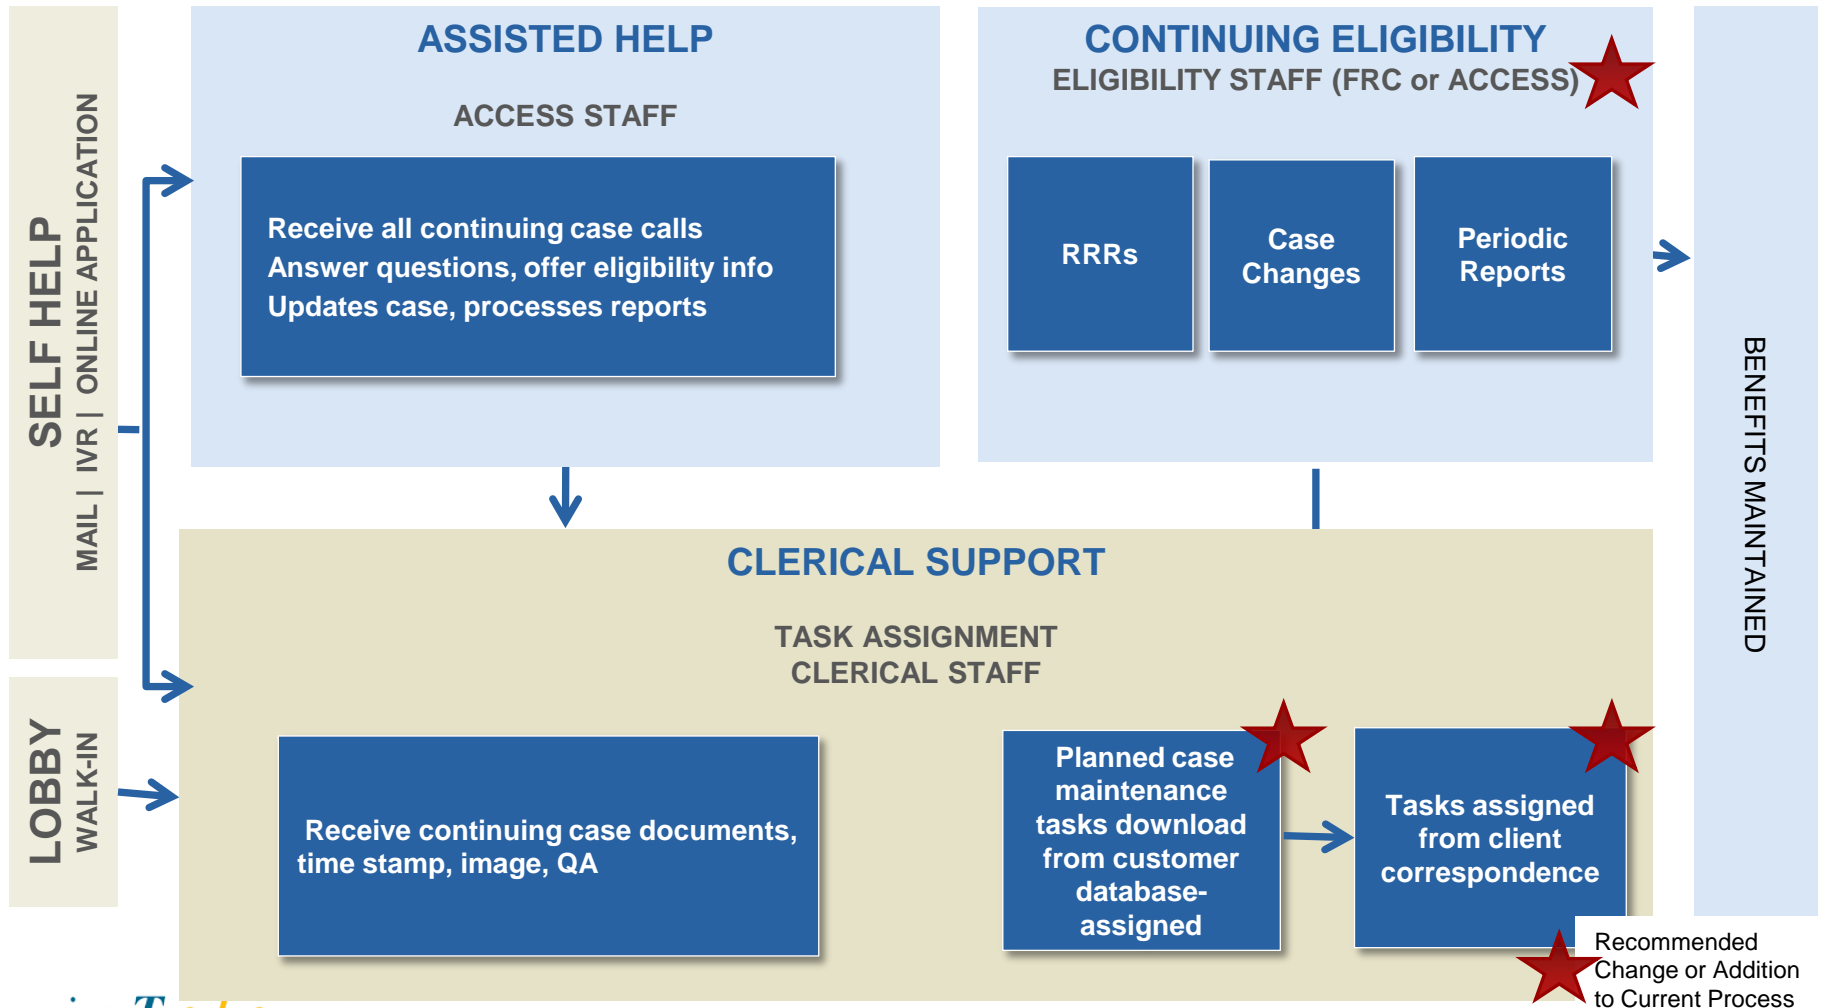 SELF HELP
MAIL | IVR | ONLINE APPLICATION
LOBBY
WALK-IN
ASSISTED HELP
ACCESS STAFF
Receive all continuing case calls
Answer questions, offer eligibility info
Updates case, processes reports
CONTINUING ELIGIBILITY
ELIGIBILITY STAFF (FRC or ACCESS)
RRRs
Case
Changes
Periodic
Reports
BENEFITS MAINTAINED
CLERICAL SUPPORT
TASK ASSIGNMENT
CLERICAL STAFF
Receive continuing case documents,
time stamp, image, QA
Planned case
maintenance
tasks download
from customer
database-
assigned
Tasks assigned
from client
correspondence
Recommended
Change or Addition
to Current Process